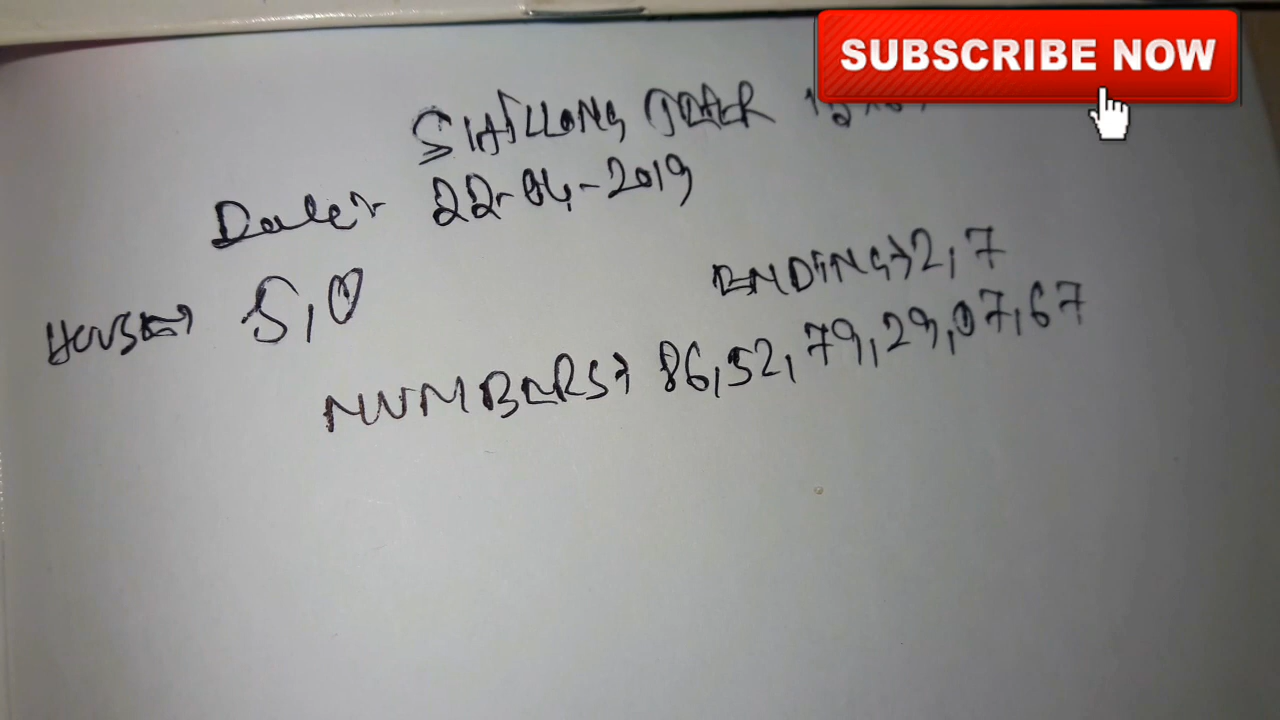 SUBSCRIBE NOW
SHILLONG TEAR
Date:- 22-04-2019
HOUSE→ 5,0
ENDING→2,7
NUMBERS→ 86,52,79,29,07,67